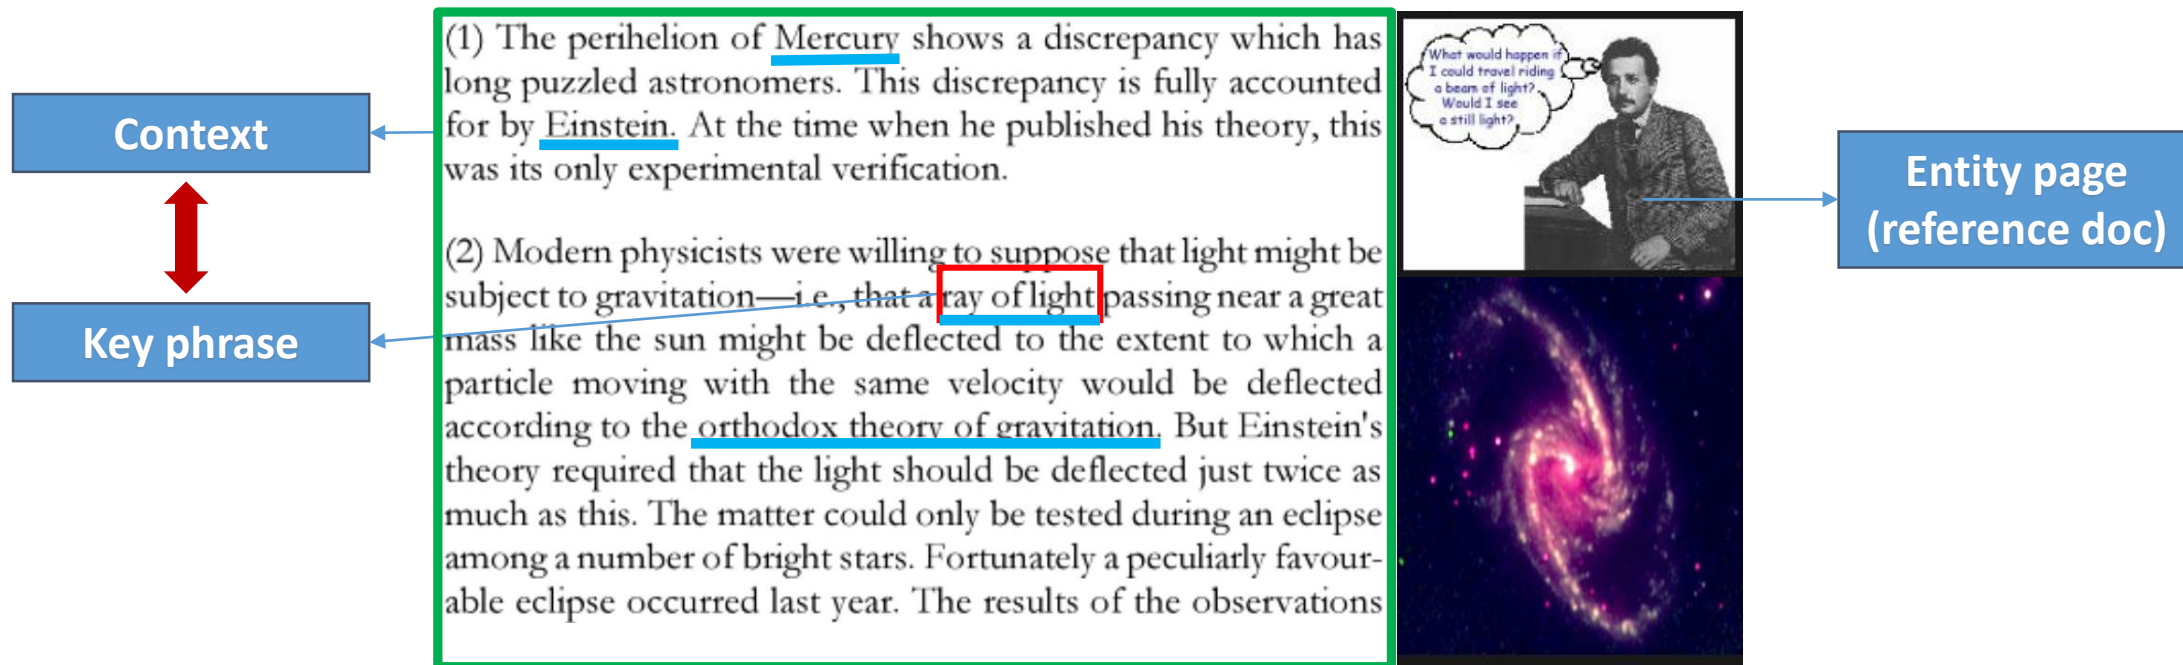 Context
Key phrase
(1) The perihelion of Mercury shows a discrepancy which has
long puzzled astronomers. This discrepancy is fully accounted
for by Einstein. At the time when he published his theory, this
was its only experimental verification.
(2) Modern physicists were willing to suppose that light might be
subject to gravitation—i.e., that a ray of light passing near a great
mass like the sun might be deflected to the extent to which a
particle moving with the same velocity would be deflected
according to the orthodox theory of gravitation. But Einstein's
theory required that the light should be deflected just twice as
much as this. The matter could only be tested during an eclipse
among a number of bright stars. Fortunately a peculiarly favour-
able eclipse occurred last year. The results of the observations
What would happen if
I could travel riding
a beam of light?
Would I see
a still light?
Entity page
(reference doc)